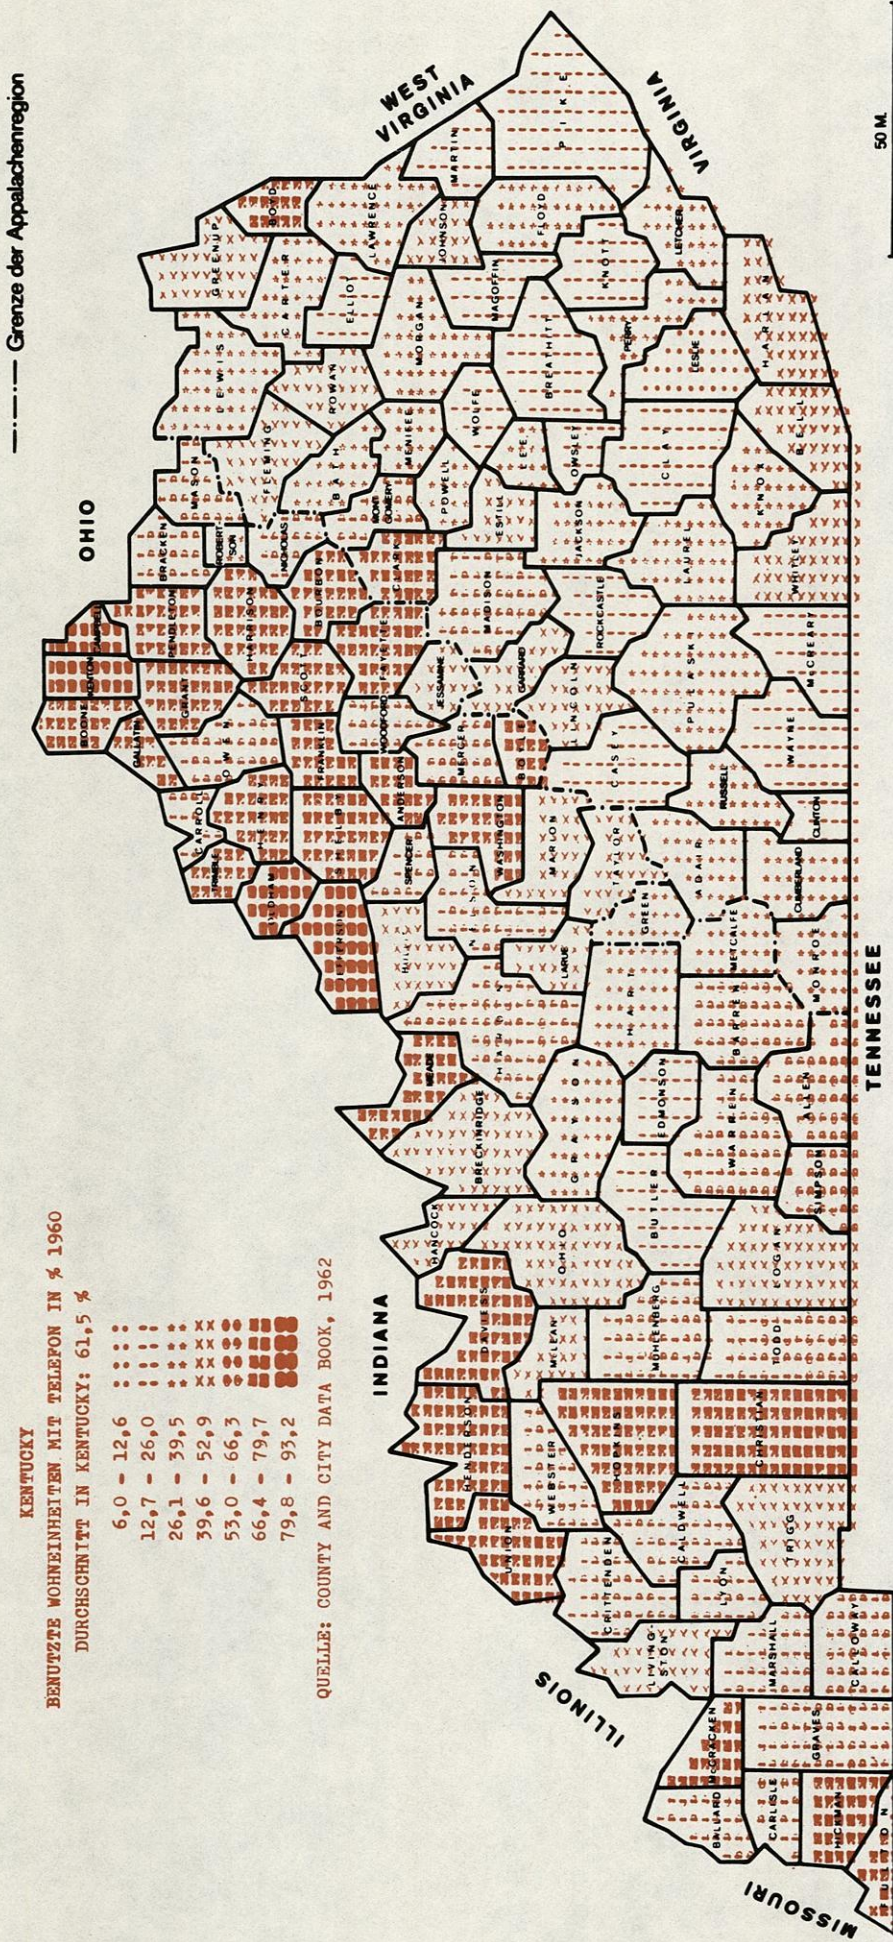 KENTUCKY
BENUTZTE WOHNEINHEITEN MIT TELEFON IN % 1960
DURCHSCHNITT IN KENTUCKY: 61,5 %
6,0 - 12,6
12,7 - 26,0
26,1 - 39,5
39,6 - 52,9
53,0 - 66,3
66,4 - 79,7
79,8 - 93,2
QUELLE: COUNTY AND CITY DATA BOOK, 1962
Grenze der Appalachenregion
OHIO
WEST
VIRGINIA
VIRGINIA
INDIANA
ILLINOIS
MISSOURI
TENNESSEE
50 M.
BOONE
KENTON
CAMPBELL
GALLATIN
GRANT
PENDLETON
BRACKEN
MASON
LEWIS
GREENUP
BOYD
CARROLL
OWEN
HARRISON
ROBERT-
SON
FLEMING
CARTER
TRIMBLE
HENRY
SCOTT
NICHOLAS
ROWAN
ELLIOT
LAWRENCE
OLDHAM
SHELBY
FRANKLIN
BOURBON
BATH
MORGAN
JOHNSON
MARTIN
JEFFERSON
SPENCER
ANDERSON
WOODFORD
FAYETTE
CLARK
MONT
GOMERY
MENIFEE
MAGOFFIN
FLOYD
PIKE
MEADE
BULLITT
NELSON
WASHINGTON
MERCER
JESSAMINE
MADISON
ESTILL
POWELL
WOLFE
BREATHITT
KNOTT
HANCOCK
BRECKINRIDGE
HARDIN
LARUE
MARION
BOYLE
GARRARD
LINCOLN
ROCKCASTLE
JACKSON
LEE
OWSLEY
PERRY
LETCHER
HENDERSON
DAVIESS
OHIO
GRAYSON
HART
GREEN
TAYLOR
CASEY
PULASKI
LAUREL
CLAY
LESLIE
HARLAN
UNION
WEBSTER
McLEAN
MUHLENBERG
BUTLER
EDMONSON
BARREN
METCALFE
ADAIR
RUSSELL
WAYNE
McCREARY
WHITLEY
KNOX
BELL
CRITTENDEN
HOPKINS
CHRISTIAN
TODD
LOGAN
WARREN
SIMPSON
ALLEN
MONROE
CUMBERLAND
CLINTON
LIVING-
STON
LYON
CALDWELL
TRIGG
BALLARD
McCRACKEN
MARSHALL
CALLOWAY
GRAVES
CARLISLE
HICKMAN
FULTON